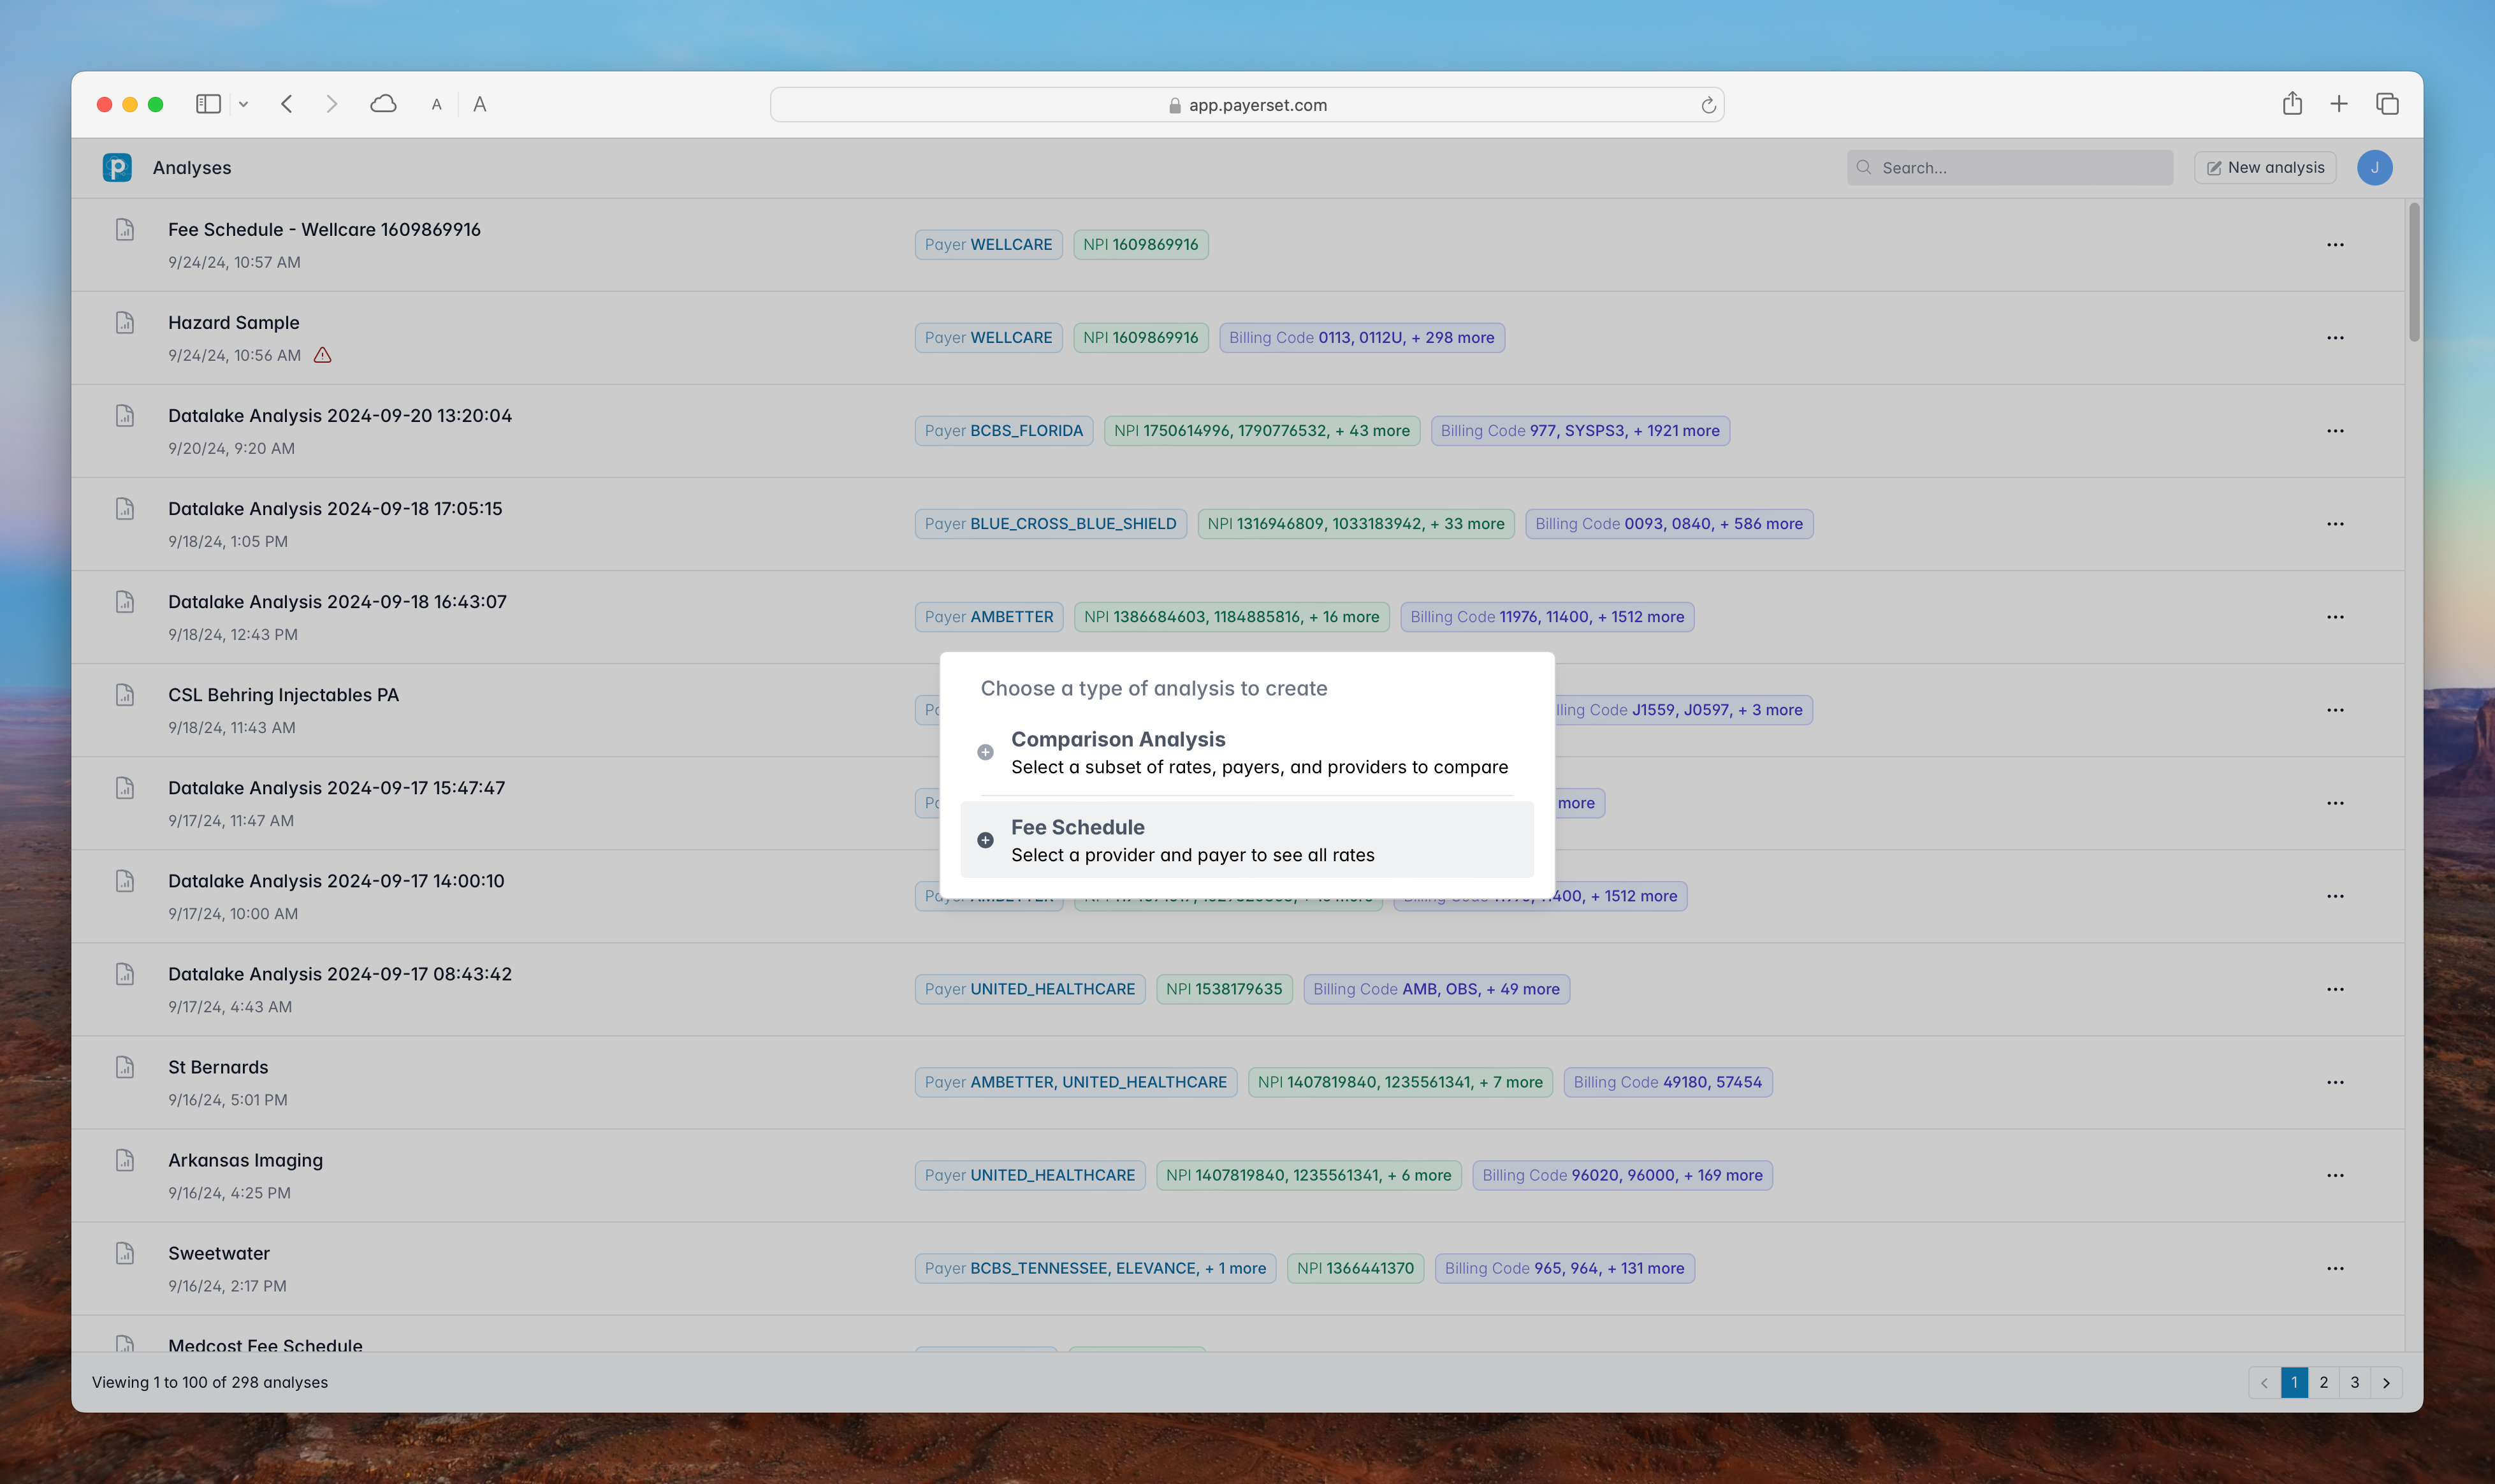 A A
app.payerset.com
p Analyses
Search...
New analysis
J
Fee Schedule - Wellcare 1609869916
9/24/24, 10:57 AM
Payer WELLCARE NPI 1609869916
Hazard Sample
9/24/24, 10:56 AM
Payer WELLCARE NPI 1609869916 Billing Code 0113, 0112U, + 298 more
Datalake Analysis 2024-09-20 13:20:04
9/20/24, 9:20 AM
Payer BCBS_FLORIDA NPI 1750614996, 1790776532, + 43 more Billing Code 977, SYSPS3, + 1921 more
Datalake Analysis 2024-09-18 17:05:15
9/18/24, 1:05 PM
Payer BLUE_CROSS_BLUE_SHIELD NPI 1316946809, 1033183942, + 33 more Billing Code 0093, 0840, + 586 more
Datalake Analysis 2024-09-18 16:43:07
9/18/24, 12:43 PM
Payer AMBETTER NPI 1386684603, 1184885816, + 16 more Billing Code 11976, 11400, + 1512 more
CSL Behring Injectables PA
9/18/24, 11:43 AM
Code J1559, J0597, + 3 more
Datalake Analysis 2024-09-17 15:47:47
9/17/24, 11:47 AM
more
Datalake Analysis 2024-09-17 14:00:10
9/17/24, 10:00 AM
+ 1512 more
Choose a type of analysis to create
Comparison Analysis
Select a subset of rates, payers, and providers to compare
Fee Schedule
Select a provider and payer to see all rates
Datalake Analysis 2024-09-17 08:43:42
9/17/24, 4:43 AM
Payer UNITED_HEALTHCARE NPI 1538179635 Billing Code AMB, OBS, + 49 more
St Bernards
9/16/24, 5:01 PM
Payer AMBETTER, UNITED_HEALTHCARE NPI 1407819840, 1235561341, + 7 more Billing Code 49180, 57454
Arkansas Imaging
9/16/24, 4:25 PM
Payer UNITED_HEALTHCARE NPI 1407819840, 1235561341, + 6 more Billing Code 96020, 96000, + 169 more
Sweetwater
9/16/24, 2:17 PM
Payer BCBS_TENNESSEE, ELEVANCE, + 1 more NPI 1366441370 Billing Code 965, 964, + 131 more
Medcost Fee Schedule
Viewing 1 to 100 of 298 analyses
1 2 3